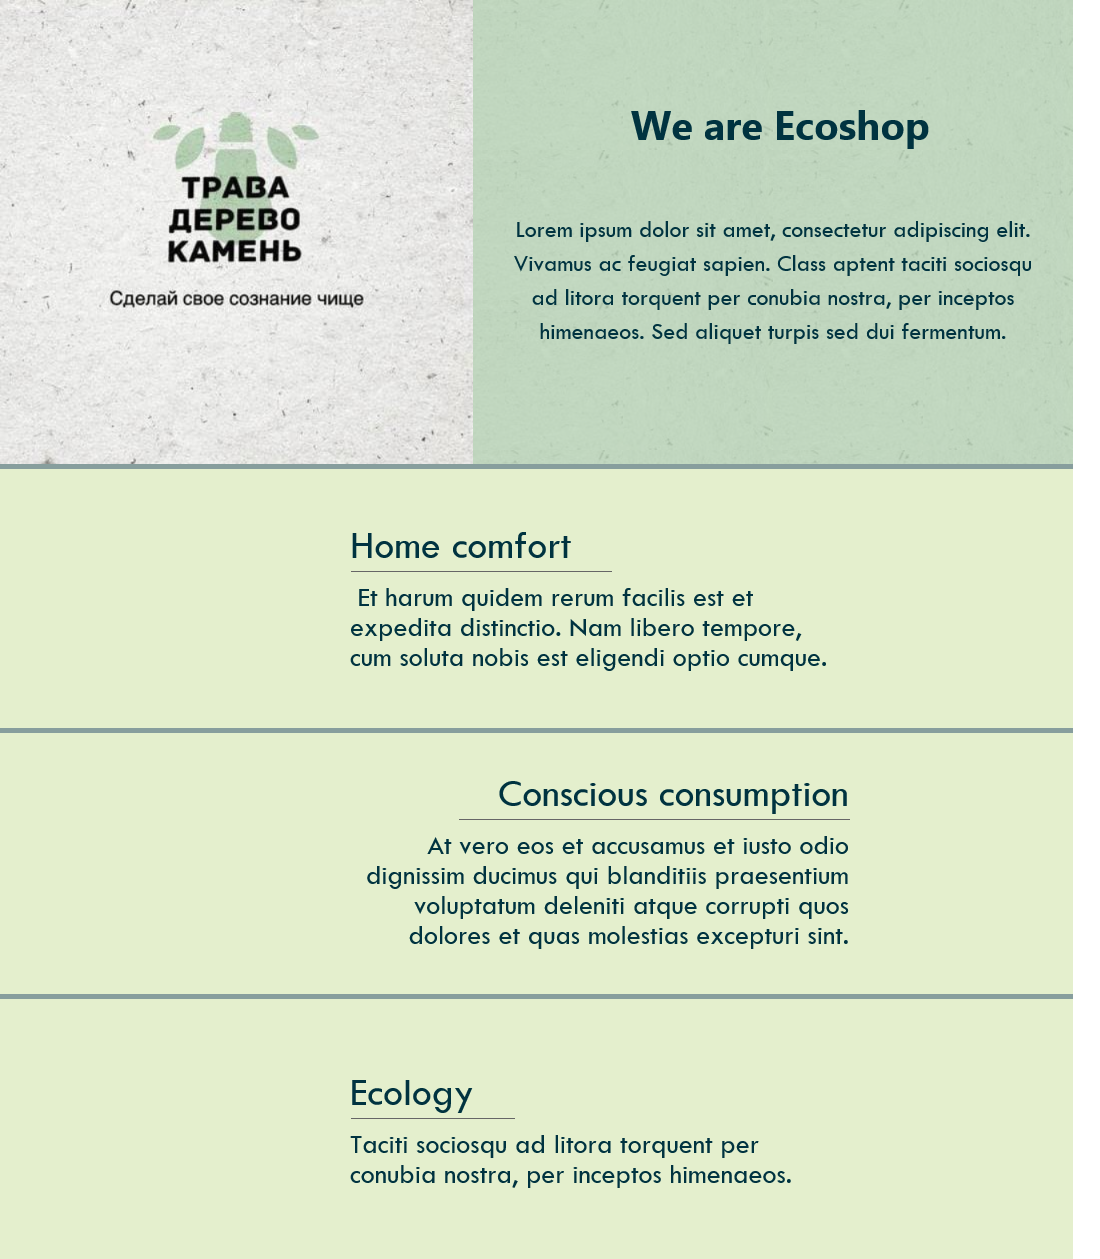 ТРАВА
ДЕРЕВО
КАМЕНЬ
Сделай свое сознание чище
We are Ecoshop
Lorem ipsum dolor sit amet, consectetur adipiscing elit.
Vivamus ac feugiat sapien. Class aptent taciti sociosqu
ad litora torquent per conubia nostra, per inceptos
himenaeos. Sed aliquet turpis sed dui fermentum.
Home comfort
Et harum quidem rerum facilis est et
expedita distinctio. Nam libero tempore,
cum soluta nobis est eligendi optio cumque.
Conscious consumption
At vero eos et accusamus et iusto odio
dignissim ducimus qui blanditiis praesentium
voluptatum deleniti atque corrupti quos
dolores et quas molestias excepturi sint.
Ecology
Taciti sociosqu ad litora torquent per
conubia nostra, per inceptos himenaeos.